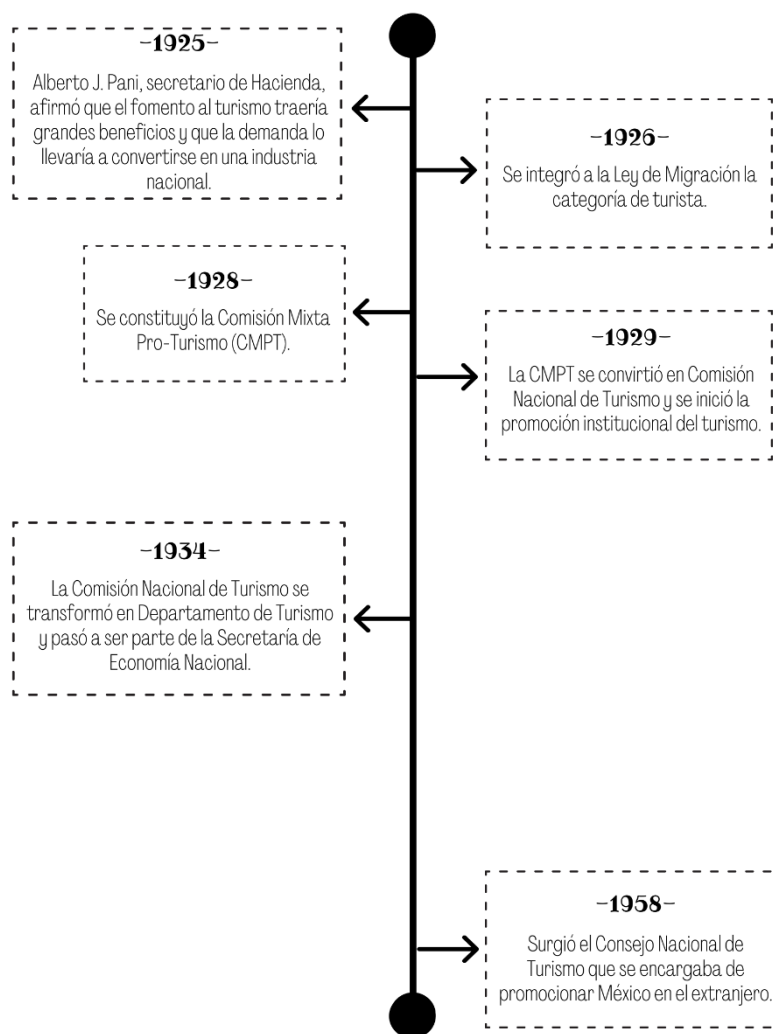 –1925–
Alberto J. Pani, secretario de Hacienda,
afirmó que el fomento al turismo traería
grandes beneficios y que la demanda lo
llevaría a convertirse en una industria
nacional.
–1926–
Se integró a la Ley de Migración la
categoría de turista.
–1928–
Se constituyó la Comisión Mixta
Pro-Turismo (CMPT).
–1929–
La CMPT se convirtió en Comisión
Nacional de Turismo y se inició la
promoción institucional del turismo.
–1934–
La Comisión Nacional de Turismo se
transformó en Departamento de Turismo
y pasó a ser parte de la Secretaría de
Economía Nacional.
–1958–
Surgió el Consejo Nacional de
Turismo que se encargaba de
promocionar México en el extranjero.